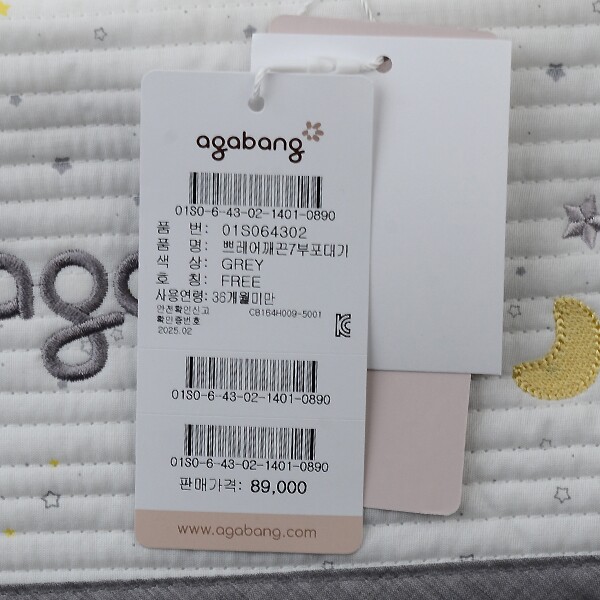 agabang
01S0-6-43-02-1401-0890
품 번: 01S064302
품 명: 쁘레어깨끈7부포대기
색 상: GREY
호 칭: FREE
사용연령: 36개월미만
안전확인신고 CB164H009-5001
확인증번호
2025.02
01S0-6-43-02-1401-0890
01S0-6-43-02-1401-0890
판매가격: 89,000
www.agabang.com
aga